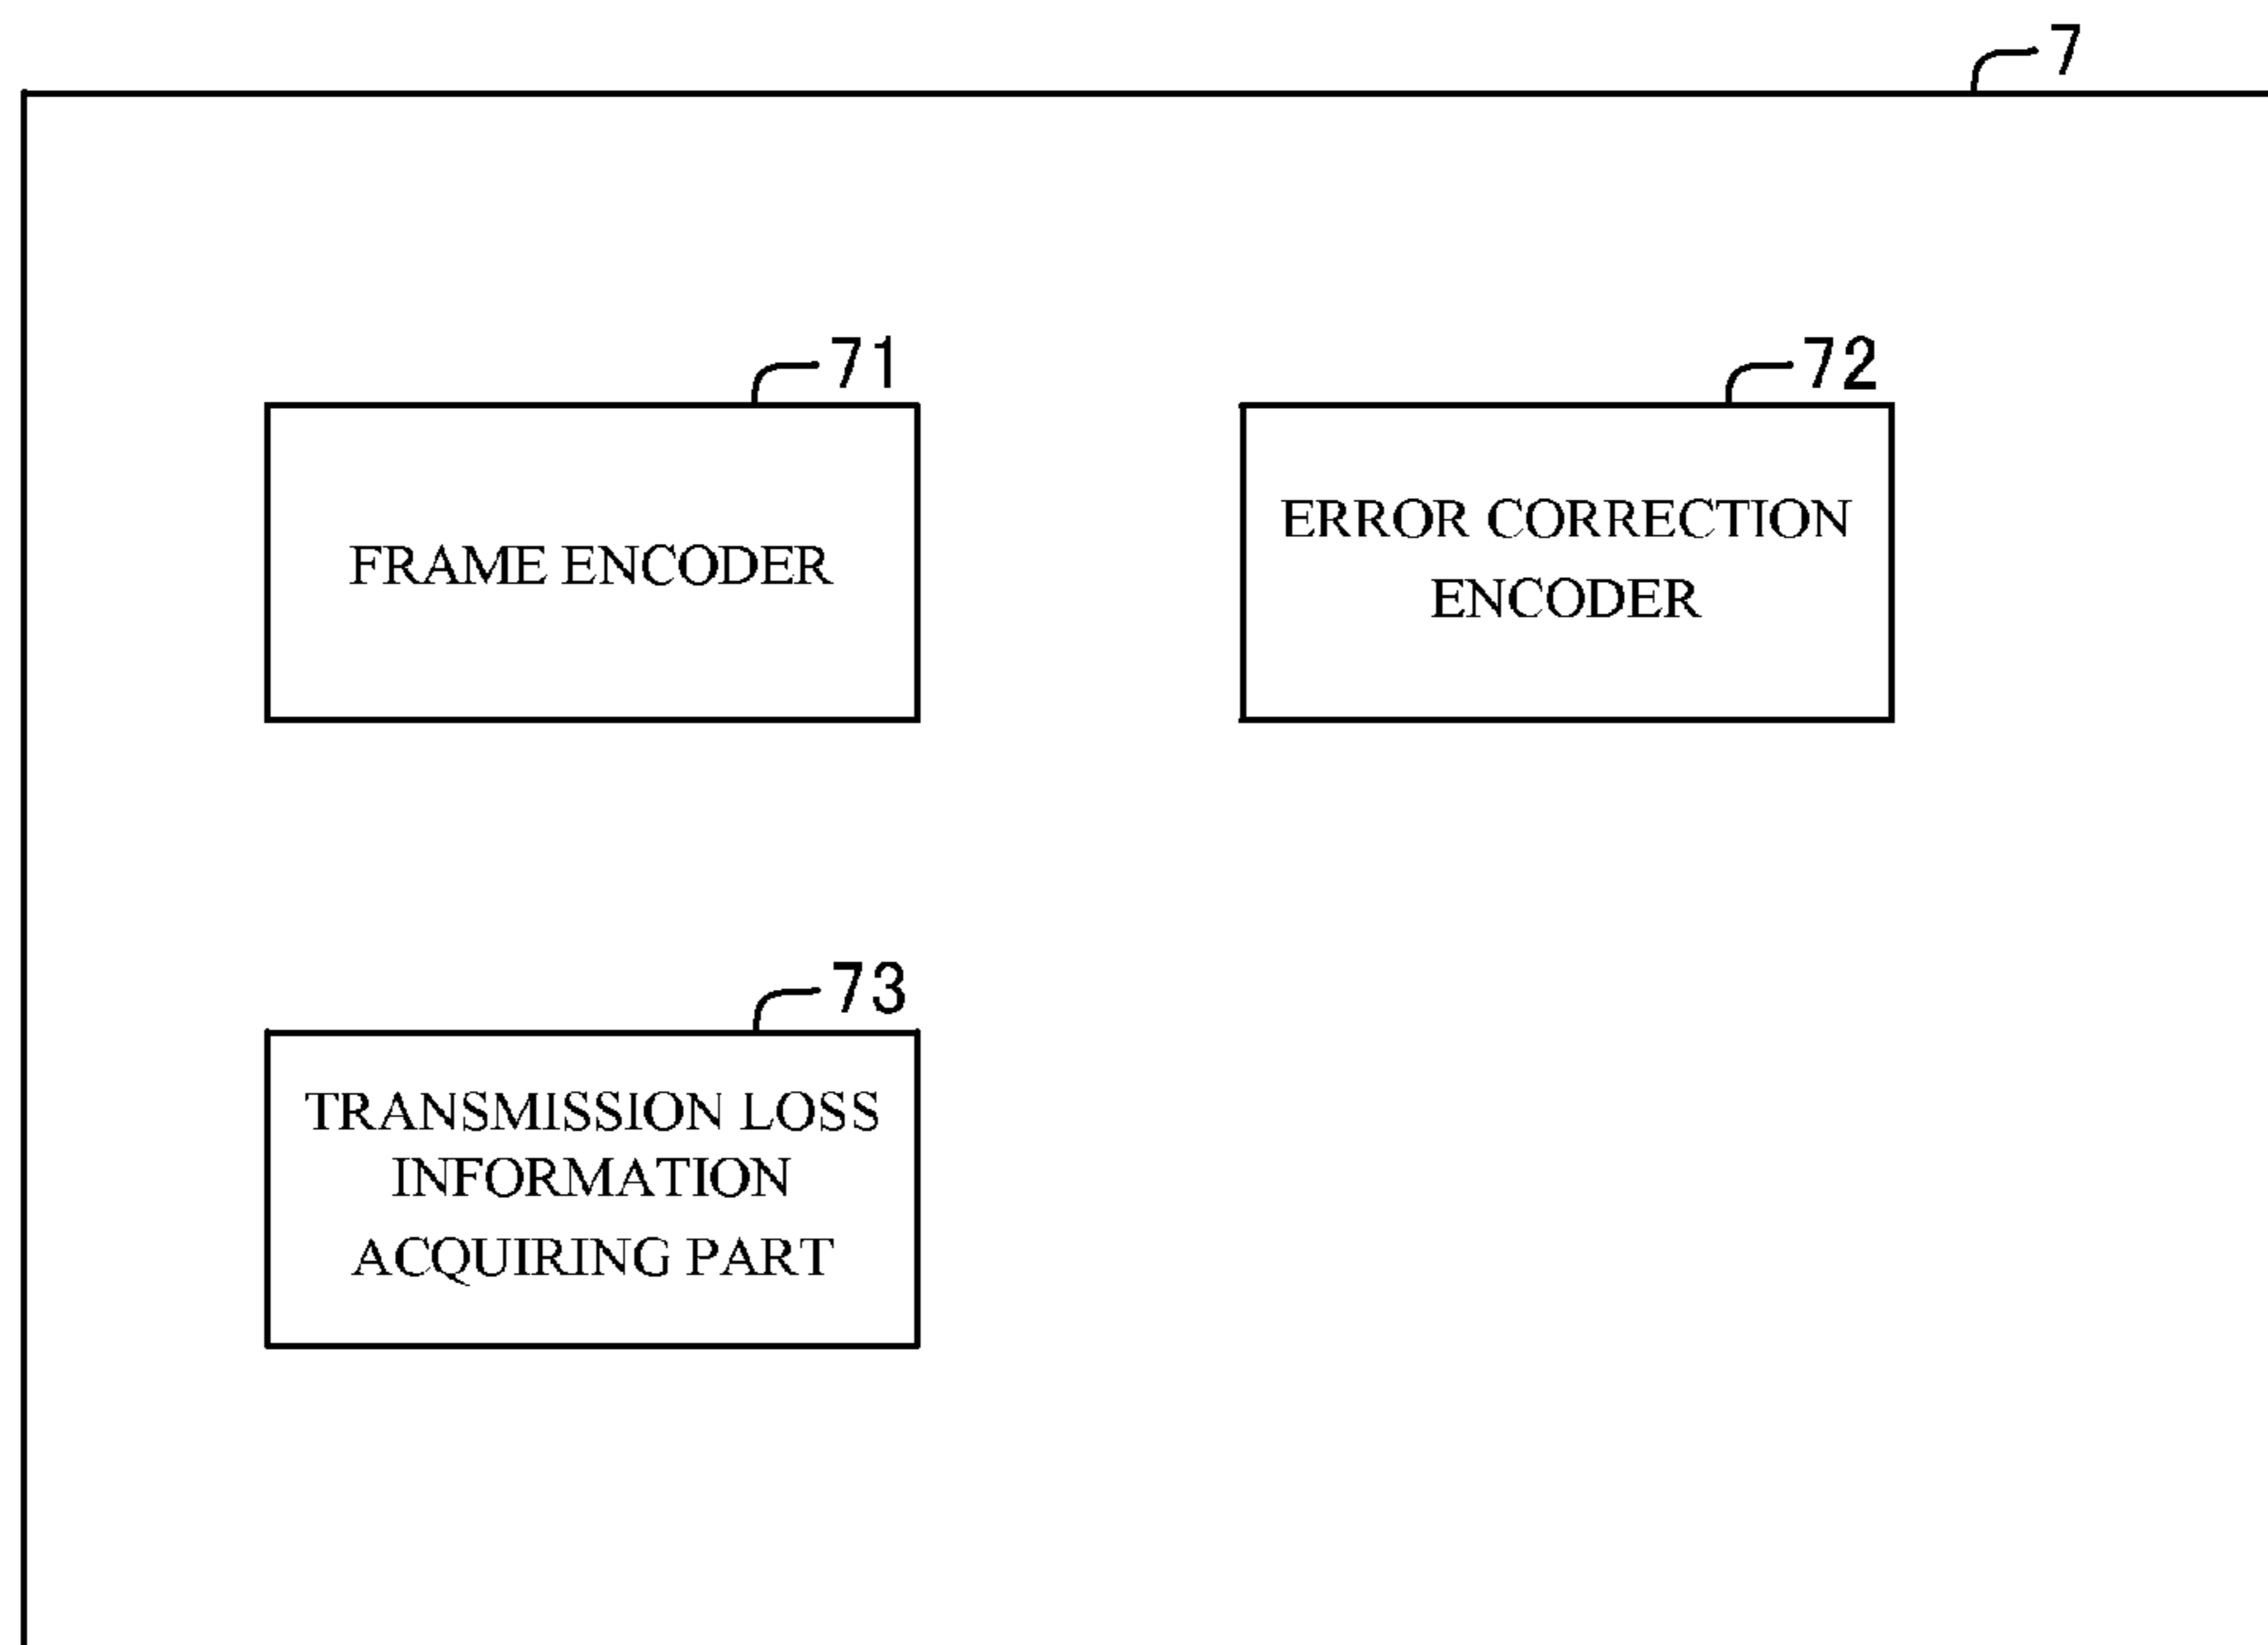 7
71
FRAME ENCODER
72
ERROR CORRECTION
ENCODER
73
TRANSMISSION LOSS
INFORMATION
ACQUIRING PART